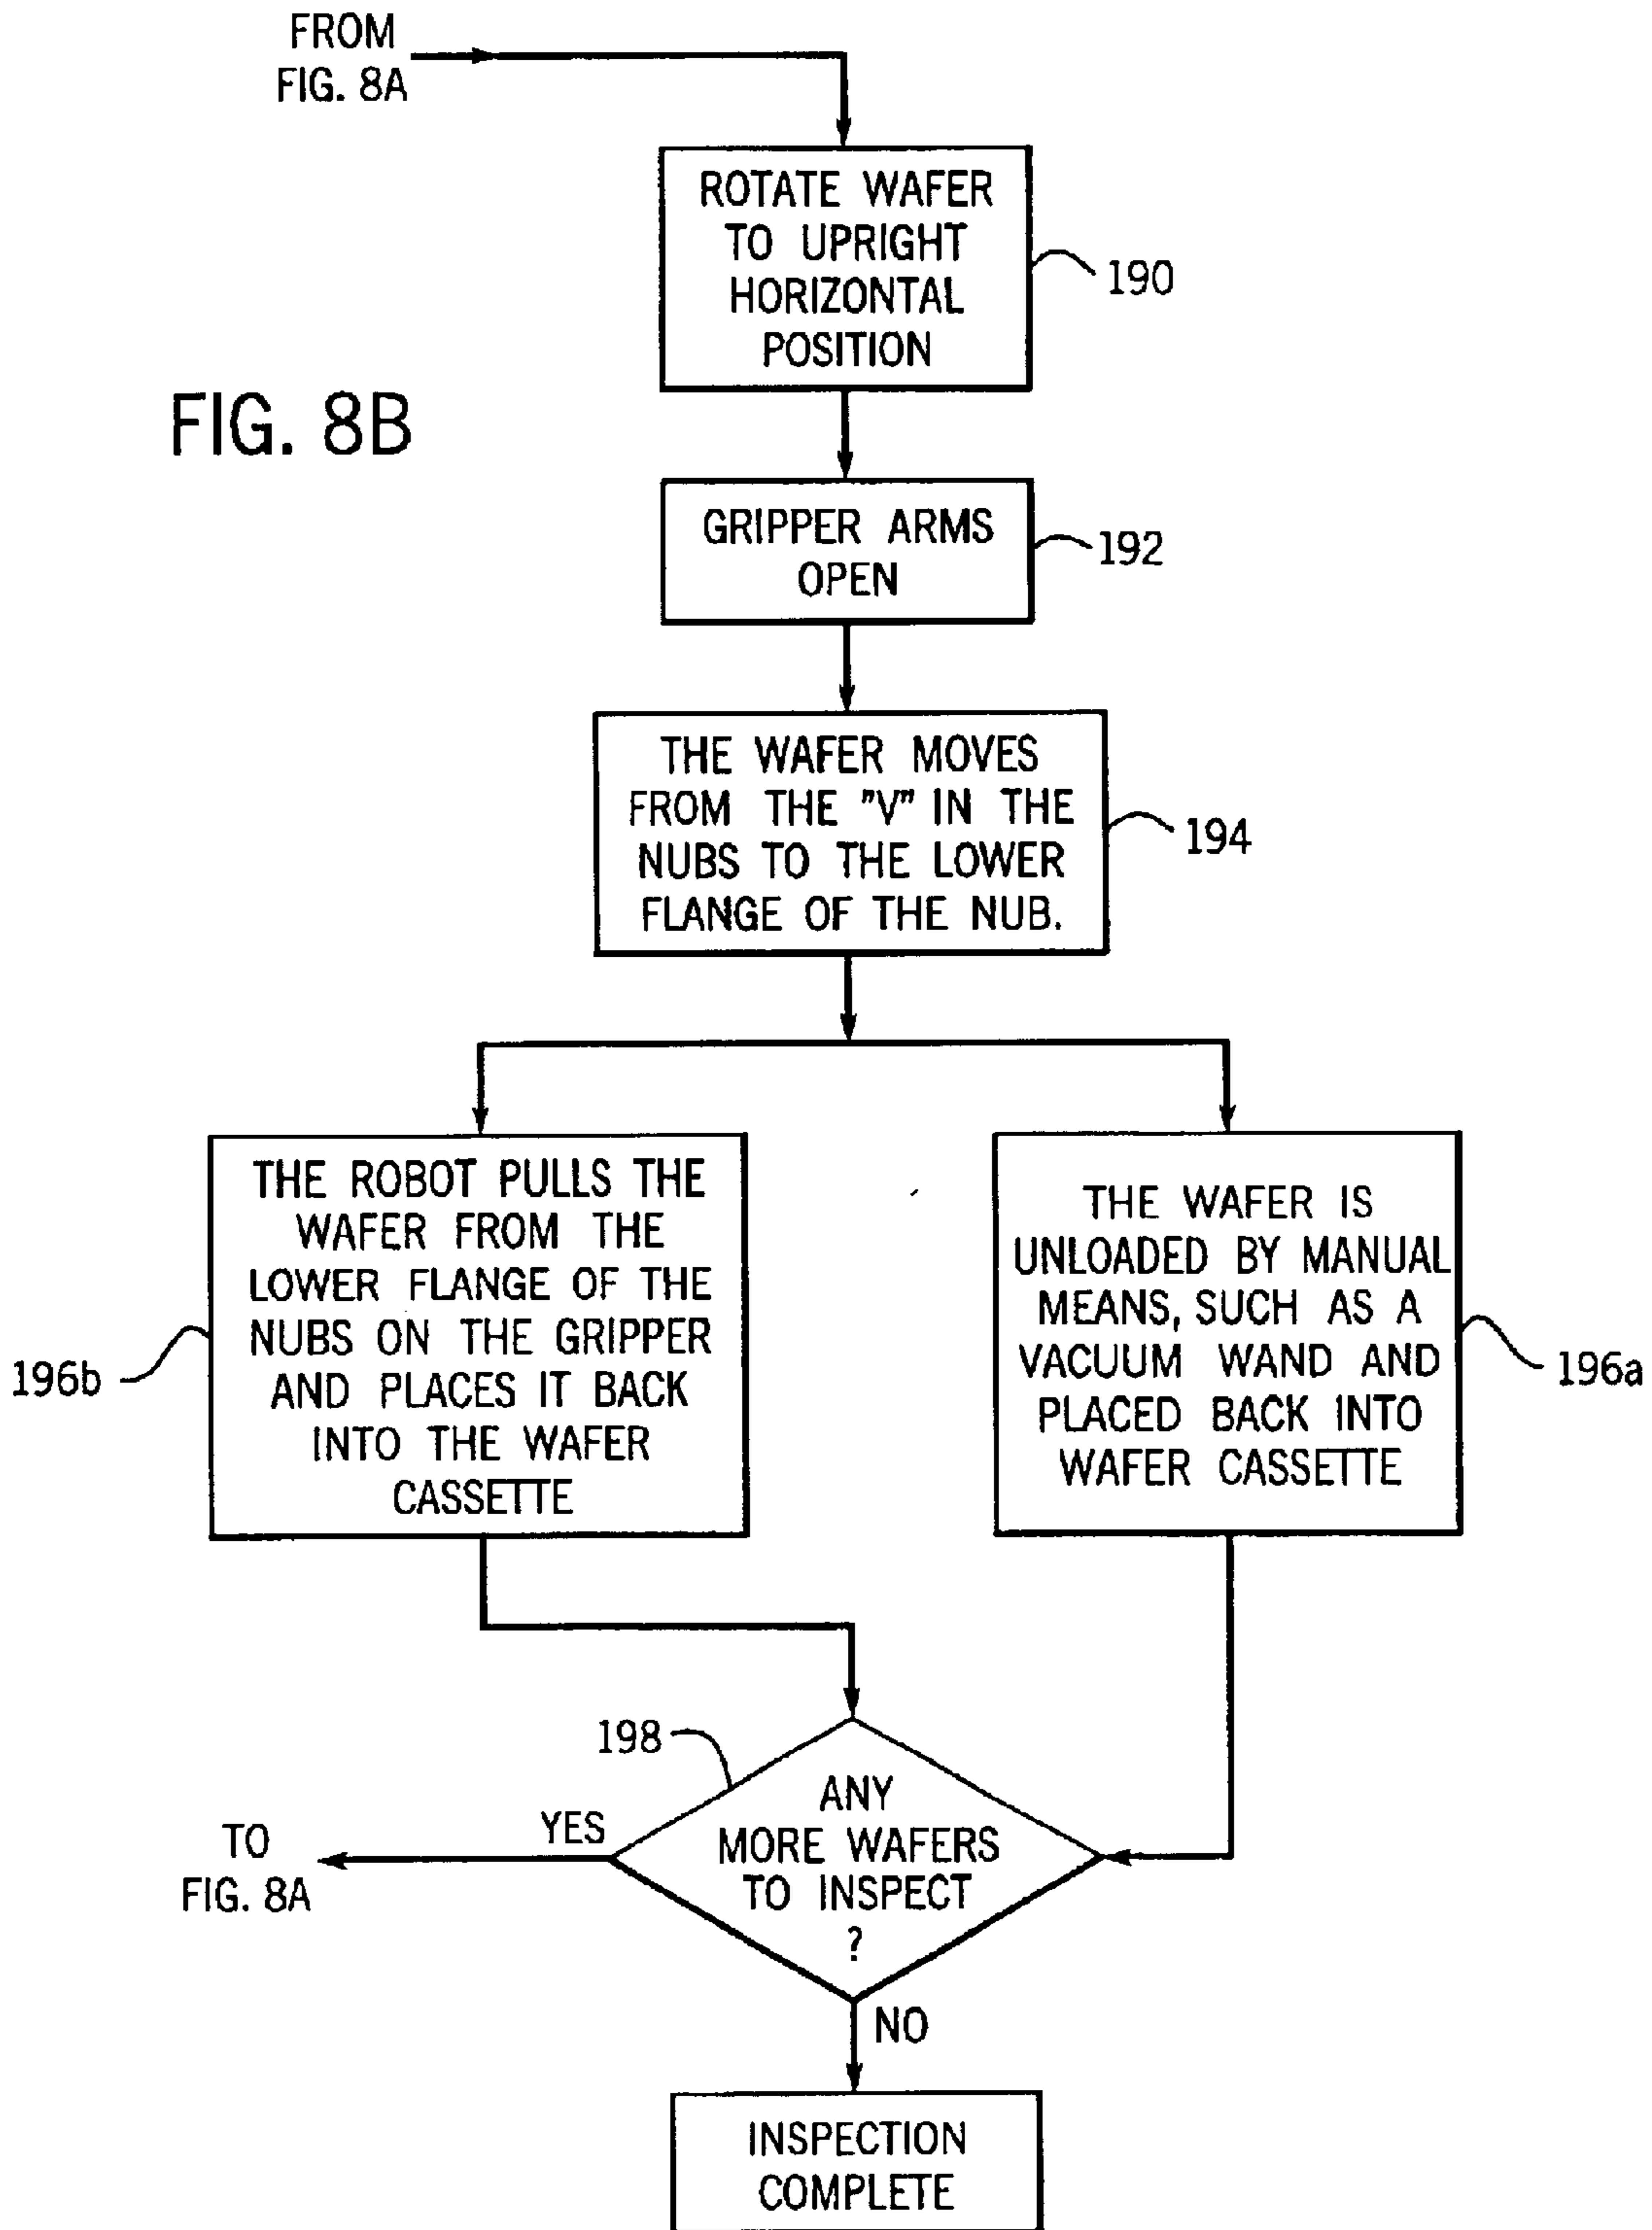 FROM
FIG. 8A
ROTATE WAFER
TO UPRIGHT
HORIZONTAL
POSITION
190
FIG. 8B
GRIPPER ARMS
OPEN
192
THE WAFER MOVES
FROM THE "V" IN THE
NUBS TO THE LOWER
FLANGE OF THE NUB.
194
THE ROBOT PULLS THE
WAFER FROM THE
LOWER FLANGE OF THE
NUBS ON THE GRIPPER
AND PLACES IT BACK
INTO THE WAFER
CASSETTE
196b
THE WAFER IS
UNLOADED BY MANUAL
MEANS, SUCH AS A
VACUUM WAND AND
PLACED BACK INTO
WAFER CASSETTE
196a
198
ANY
MORE WAFERS
TO INSPECT
?
YES
TO
FIG. 8A
NO
INSPECTION
COMPLETE